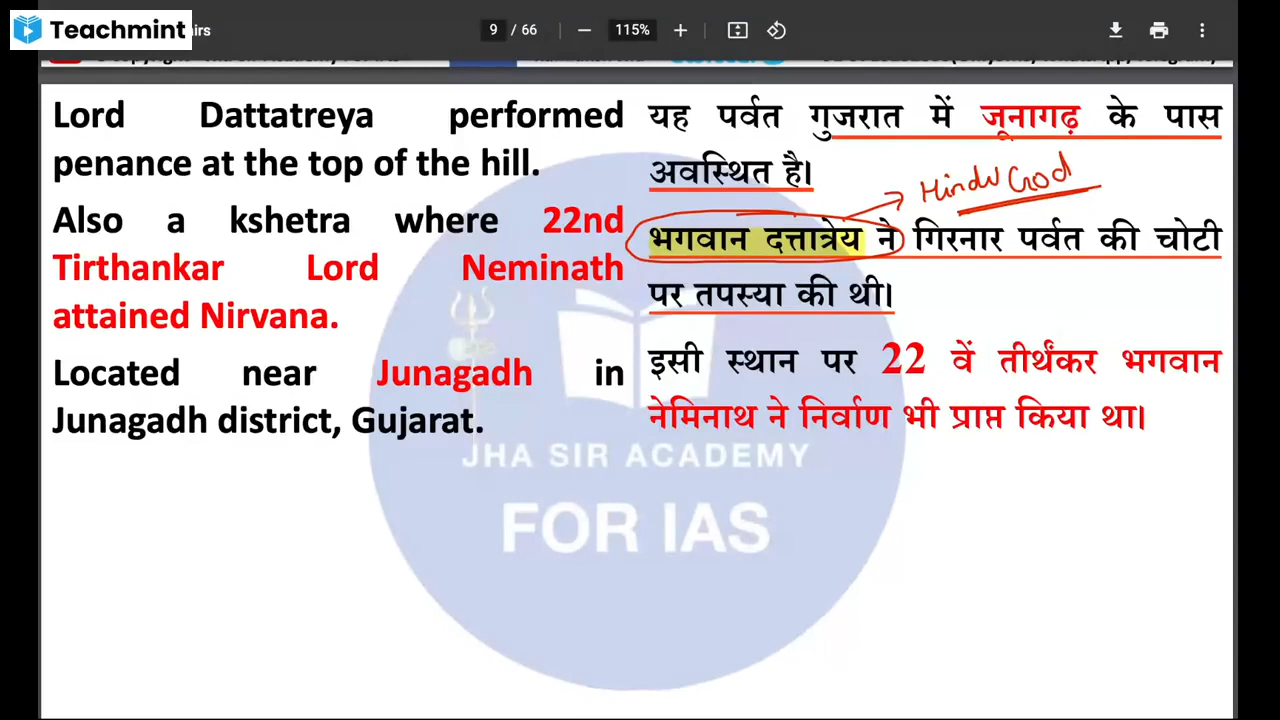 Teachmint
irs
9 / 66
115%
Lord Dattatreya performed
penance at the top of the hill.
Also a kshetra where 22nd
Tirthankar Lord Neminath
attained Nirvana.
Located near Junagadh in
Junagadh district, Gujarat.
यह पर्वत गुजरात में जूनागढ़ के पास
अवस्थित है।
Hindu God
भगवान दत्तात्रेय ने गिरनार पर्वत की चोटी
पर तपस्या की थी।
इसी स्थान पर 22 वें तीर्थंकर भगवान
नेमिनाथ ने निर्वाण भी प्राप्त किया था।
JHA SIR ACADEMY
FOR IAS